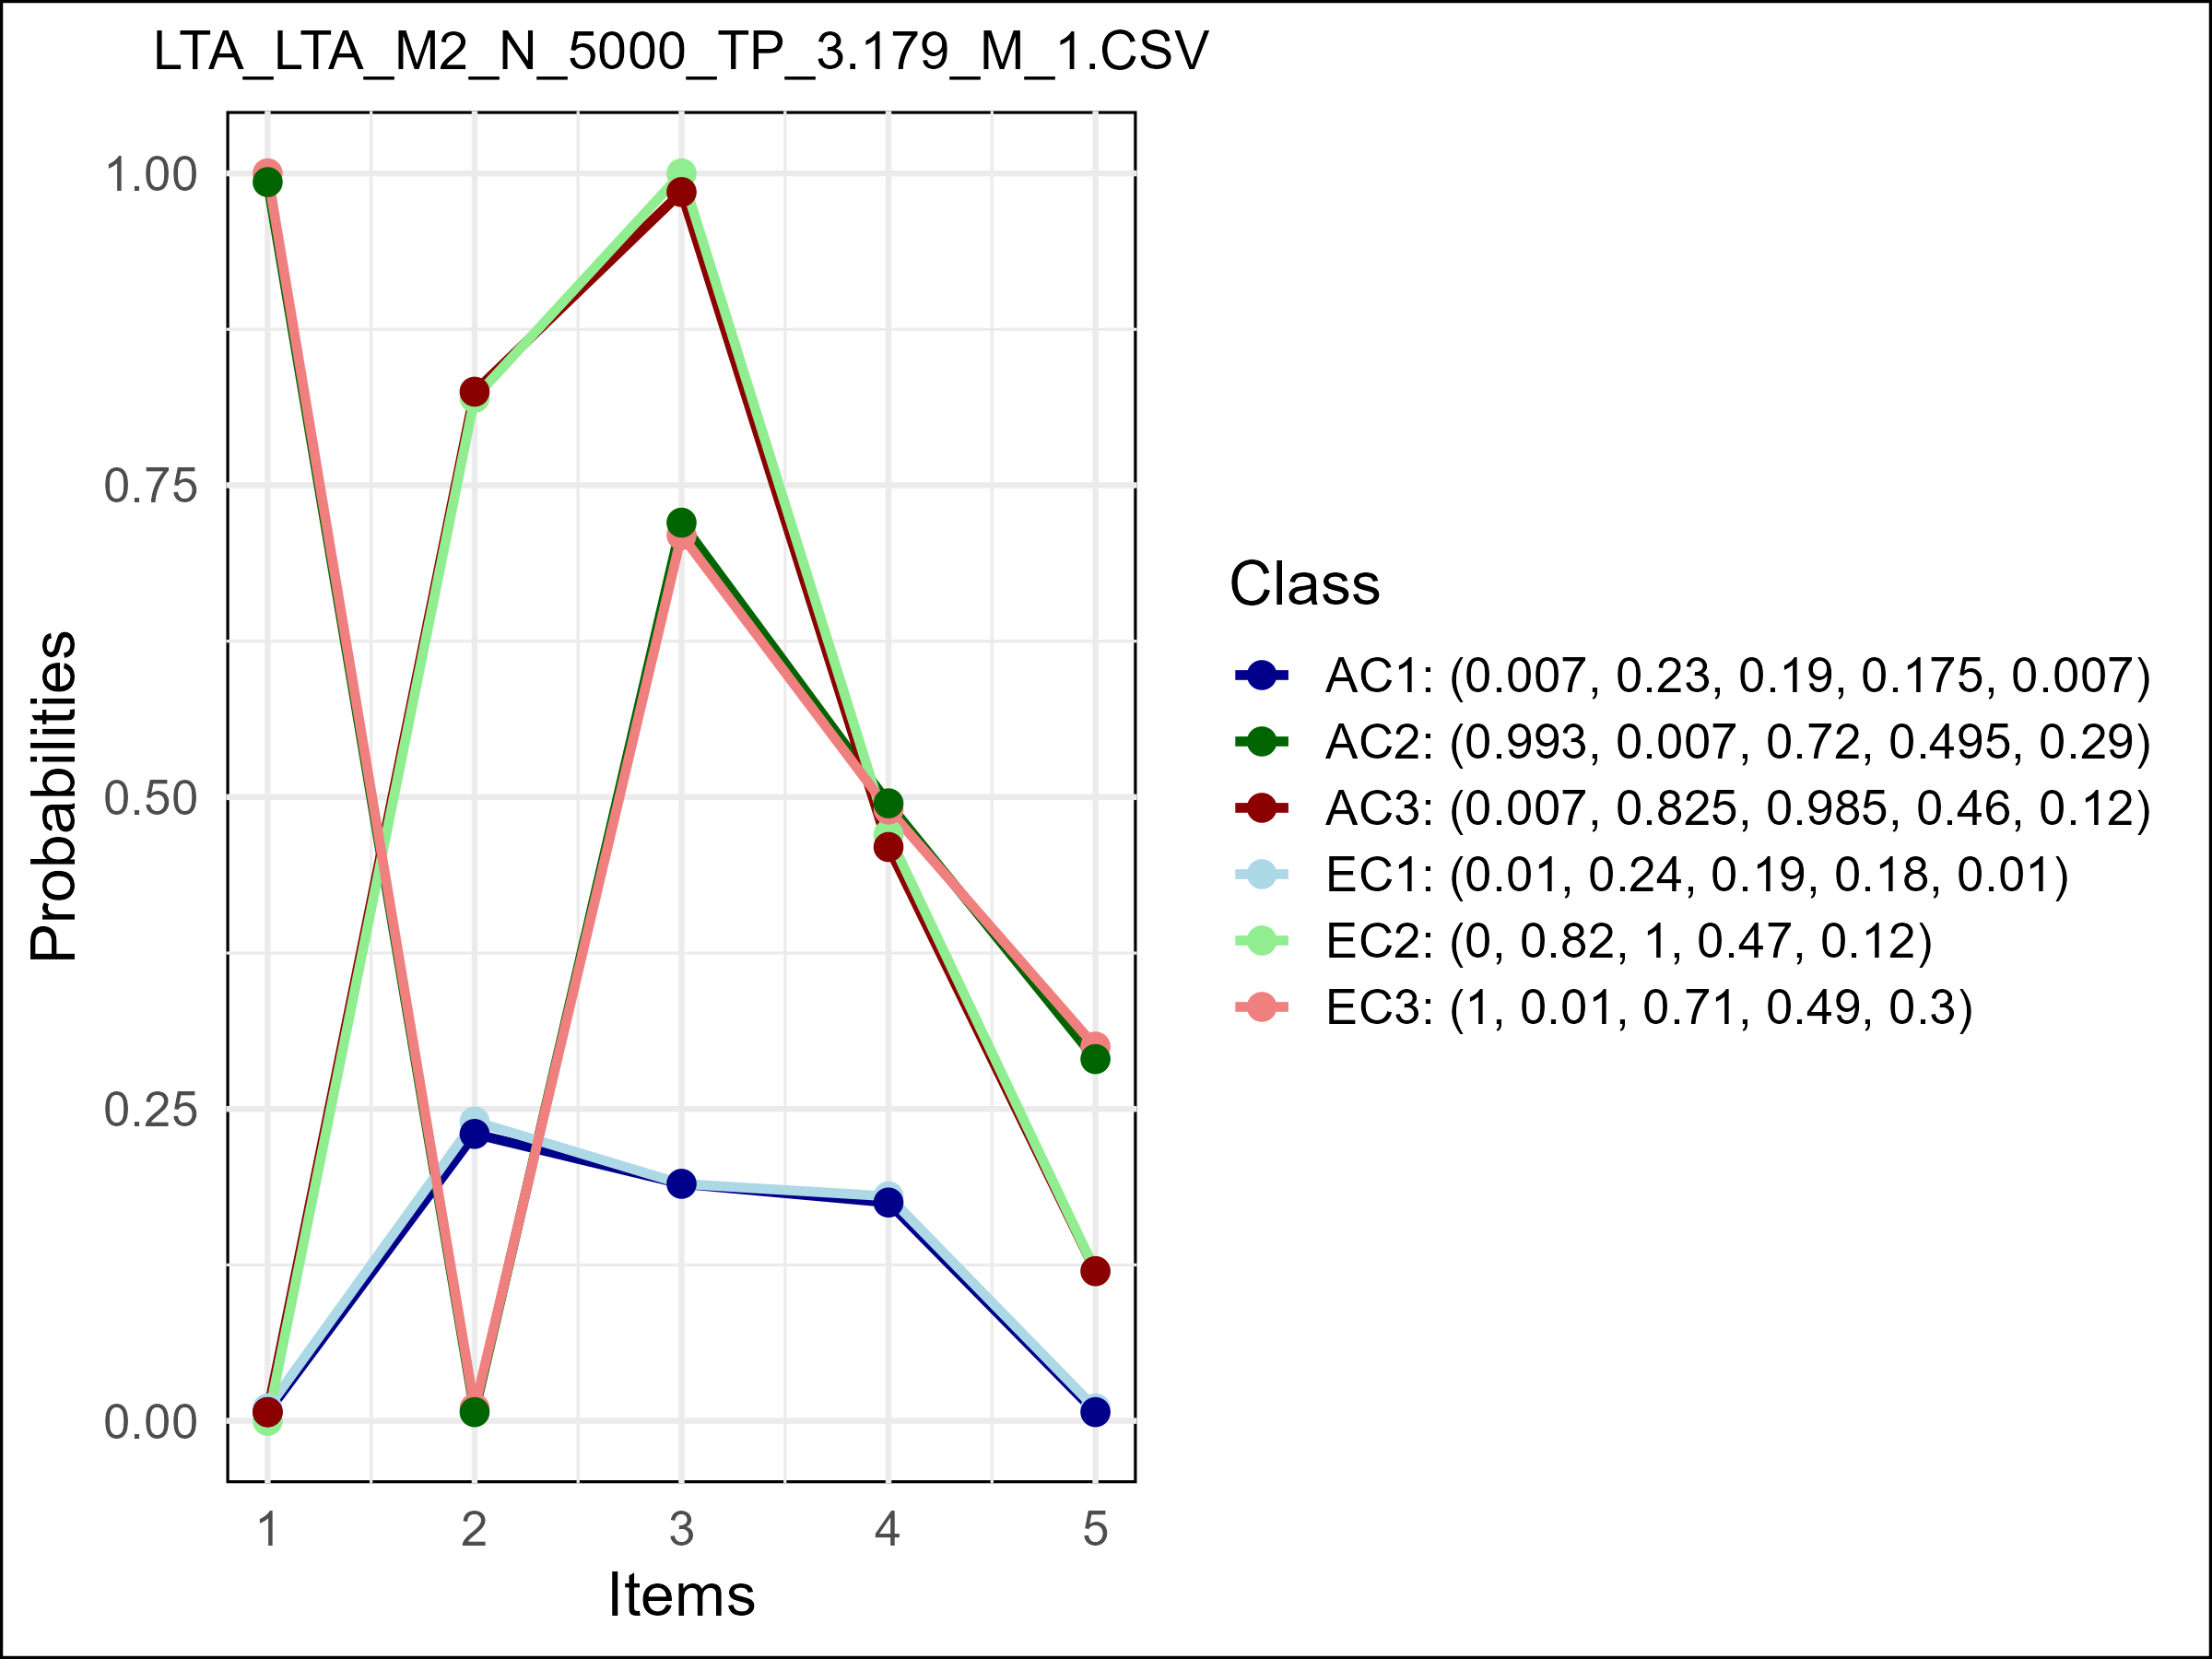 LTA_LTA_M2_N_5000_TP_3.179_M_1.CSV
1.00
0.75
0.50
0.25
0.00
Probabilities
1 2 3 4 5
Items
Class
AC1: (0.007, 0.23, 0.19, 0.175, 0.007)
AC2: (0.993, 0.007, 0.72, 0.495, 0.29)
AC3: (0.007, 0.825, 0.985, 0.46, 0.12)
EC1: (0.01, 0.24, 0.19, 0.18, 0.01)
EC2: (0, 0.82, 1, 0.47, 0.12)
EC3: (1, 0.01, 0.71, 0.49, 0.3)